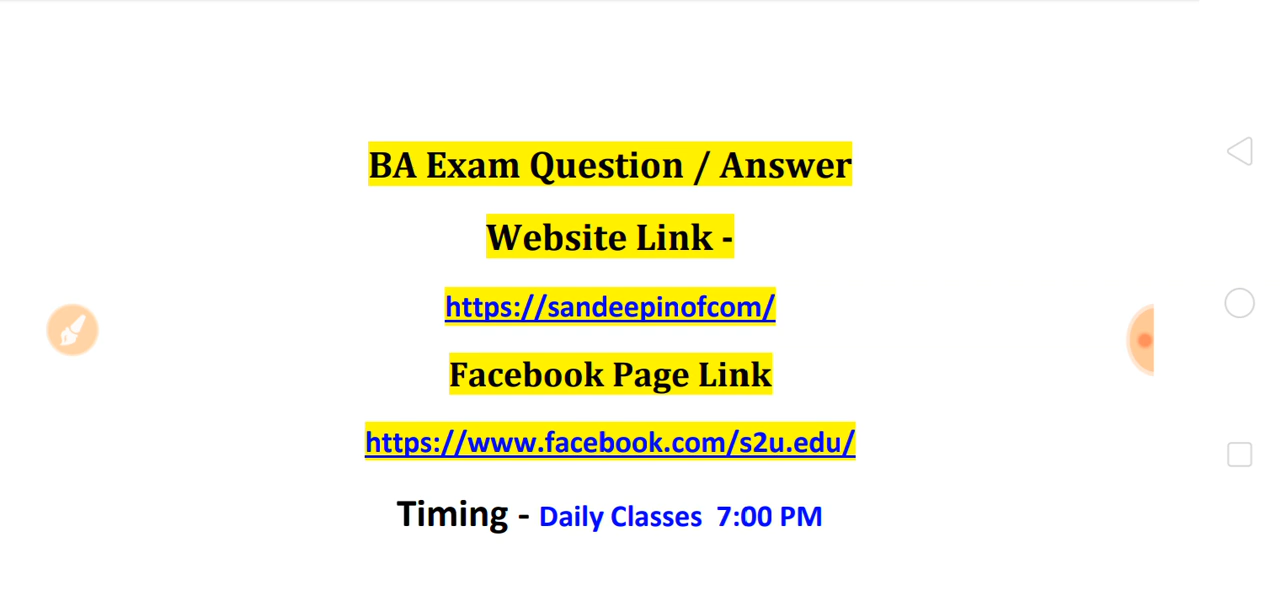 BA Exam Question / Answer
Website Link -
https://sandeepinofcom/
Facebook Page Link
https://www.facebook.com/s2u.edu/
Timing - Daily Classes 7:00 PM